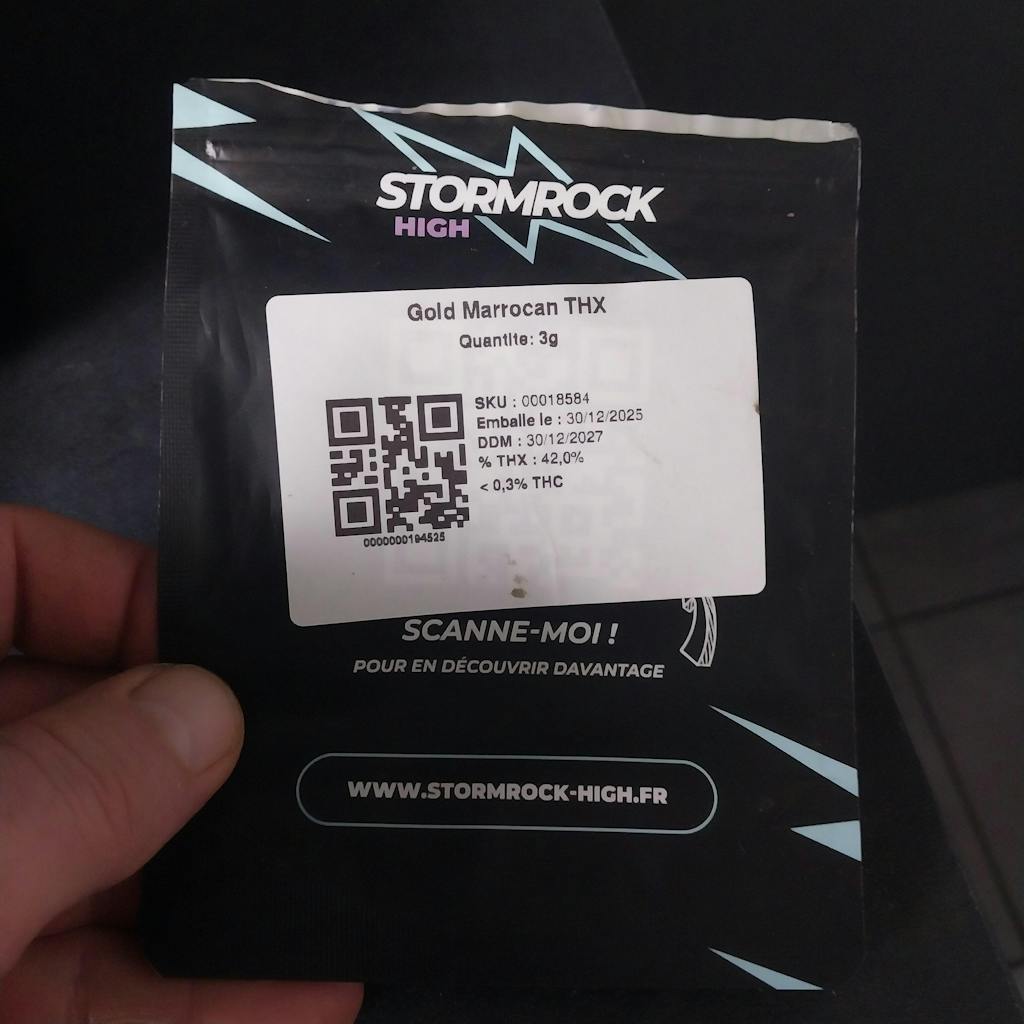 STORMROCK
HIGH
Gold Marrocan THX
Quantite: 3g
SKU : 00018584
Emballe le : 30/12/2025
DDM : 30/12/2027
% THX : 42,0%
< 0,3% THC
0000000194525
SCANNE-MOI !
POUR EN DÉCOUVRIR DAVANTAGE
WWW.STORMROCK-HIGH.FR